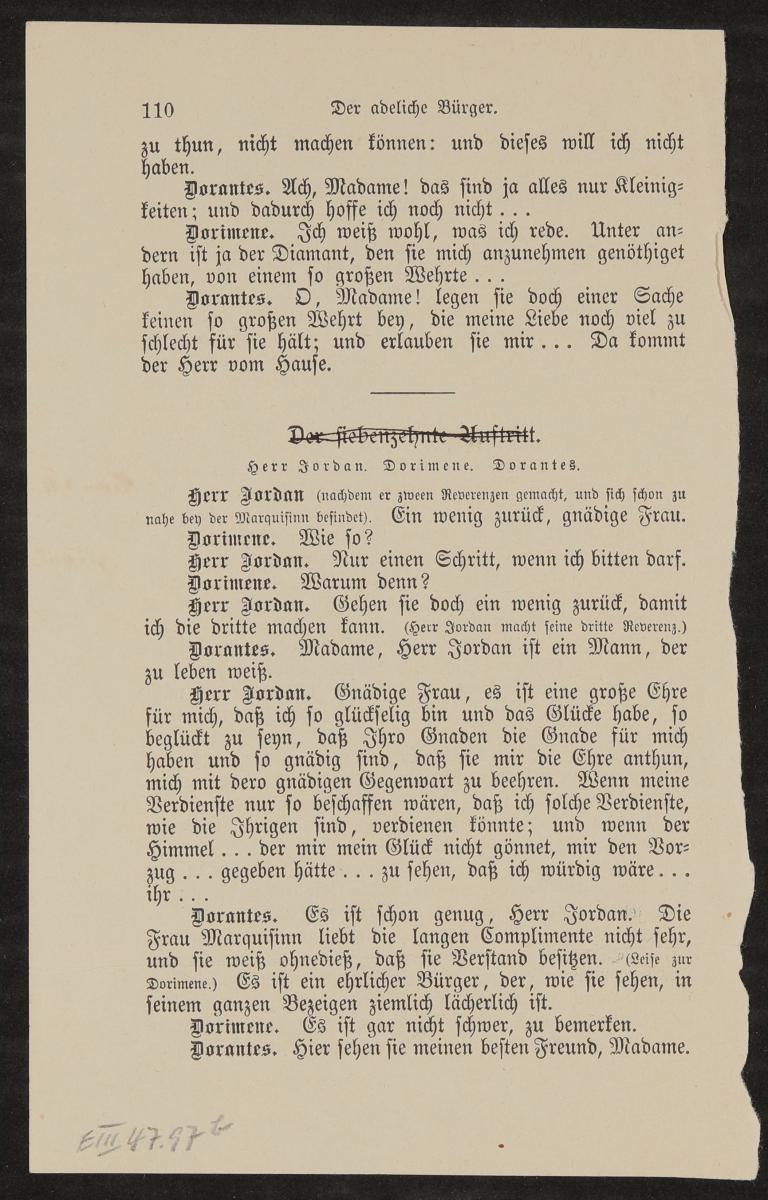 110 Der adeliche Bürger.
zu thun, nicht machen können: und dieses will ich nicht
haben.
Dorantes. Ach, Madame! das sind ja alles nur Kleinig-
keiten; und dadurch hoffe ich noch nicht . . .
Dorimene. Ich weiß wohl, was ich rede. Unter an-
dern ist ja der Diamant, den sie mich anzunehmen genöthiget
haben, von einem so großen Wehrte . . .
Dorantes. O, Madame! legen sie doch einer Sache
keinen so großen Wehrt bey, die meine Liebe noch viel zu
schlecht für sie hält; und erlauben sie mir . . . Da kommt
der Herr vom Hause.
Der siebenzehnte Auftritt.
Herr Jordan. Dorimene. Dorantes.
Herr Jordan (nachdem er zween Reverenzen gemacht, und sich schon zu
nahe bey der Marquisinn befindet). Ein wenig zurück, gnädige Frau.
Dorimene. Wie so?
Herr Jordan. Nur einen Schritt, wenn ich bitten darf.
Dorimene. Warum denn?
Herr Jordan. Gehen sie doch ein wenig zurück, damit
ich die dritte machen kann. (Herr Jordan macht seine dritte Reverenz.)
Dorantes. Madame, Herr Jordan ist ein Mann, der
zu leben weiß.
Herr Jordan. Gnädige Frau, es ist eine große Ehre
für mich, daß ich so glückselig bin und das Glücke habe, so
beglückt zu seyn, daß Ihro Gnaden die Gnade für mich
haben und so gnädig sind, daß sie mir die Ehre anthun,
mich mit dero gnädigen Gegenwart zu beehren. Wenn meine
Verdienste nur so beschaffen wären, daß ich solche Verdienste,
wie die Ihrigen sind, verdienen könnte; und wenn der
Himmel . . . der mir mein Glück nicht gönnet, mir den Vor-
zug . . . gegeben hätte . . . zu sehen, daß ich würdig wäre . . .
ihr . . .
Dorantes. Es ist schon genug, Herr Jordan. Die
Frau Marquisinn liebt die langen Complimente nicht sehr,
und sie weiß ohnedieß, daß sie Verstand besitzen. (Leise zur
Dorimene.) Es ist ein ehrlicher Bürger, der, wie sie sehen, in
seinem ganzen Bezeigen ziemlich lächerlich ist.
Dorimene. Es ist gar nicht schwer, zu bemerken.
Dorantes. Hier sehen sie meinen besten Freund, Madame.
E III 47.97 b